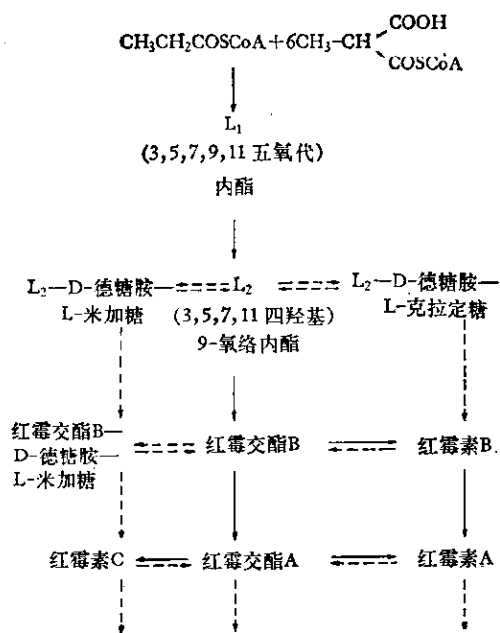 CH₃CH₂COSCoA+6CH₃-CH
COOH
COSCoA
L₁
(3,5,7,9,11 五氧代)
内酯
L₂—D-德糖胺—
L-米加糖
L₂
(3,5,7,11 四羟基)
9-氧络内酯
L₂—D-德糖胺—
L-克拉定糖
红霉交酯B—
D-德糖胺—
L-米加糖
红霉交酯B
红霉素B.
红霉素C
红霉交酯A
红霉素A